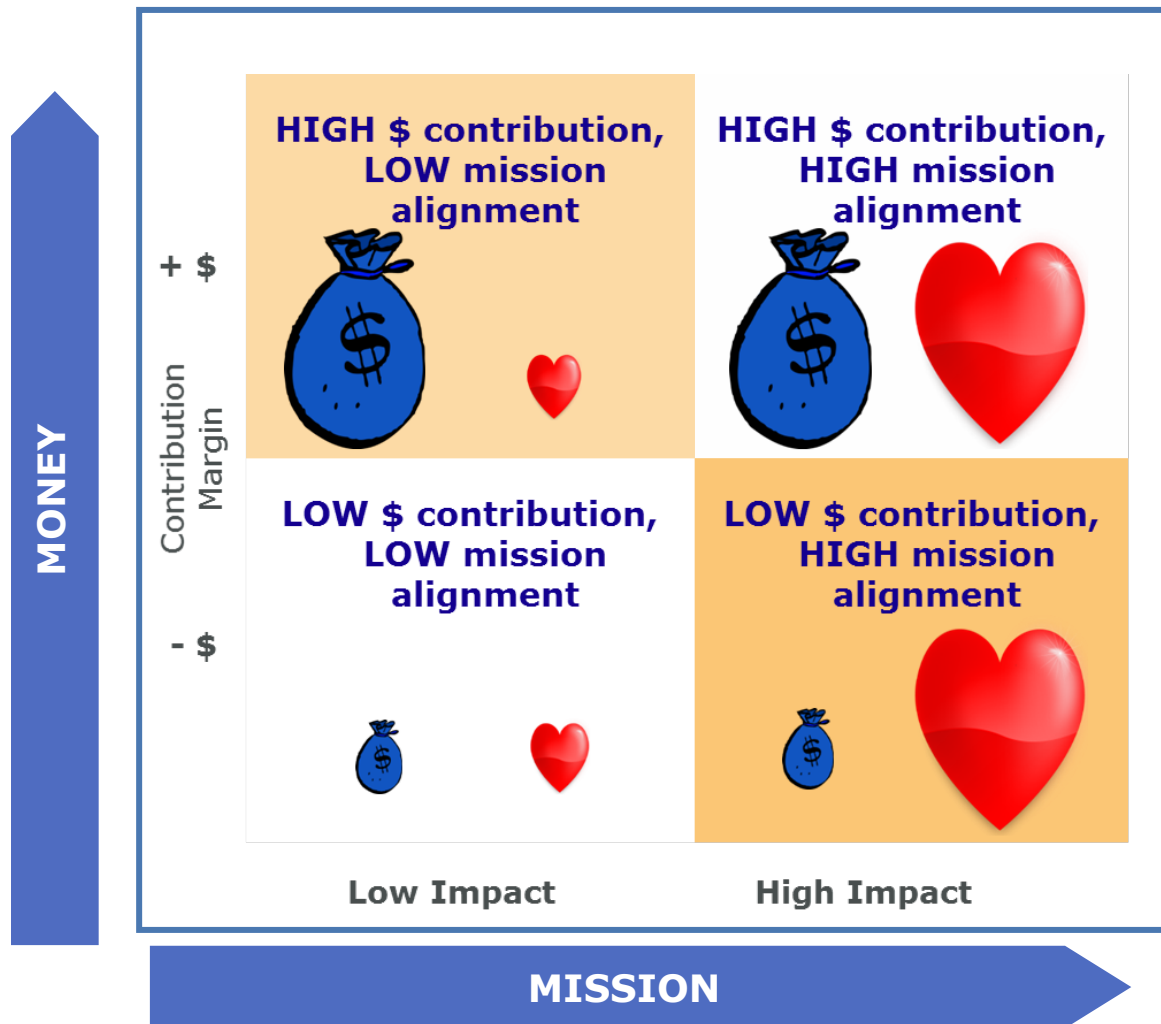 HIGH $ contribution,
LOW mission
alignment
HIGH $ contribution,
HIGH mission
alignment
+ $
$
$
MONEY
Contribution
Margin
LOW $ contribution,
LOW mission
alignment
LOW $ contribution,
HIGH mission
alignment
- $
$
$
Low Impact
High Impact
MISSION